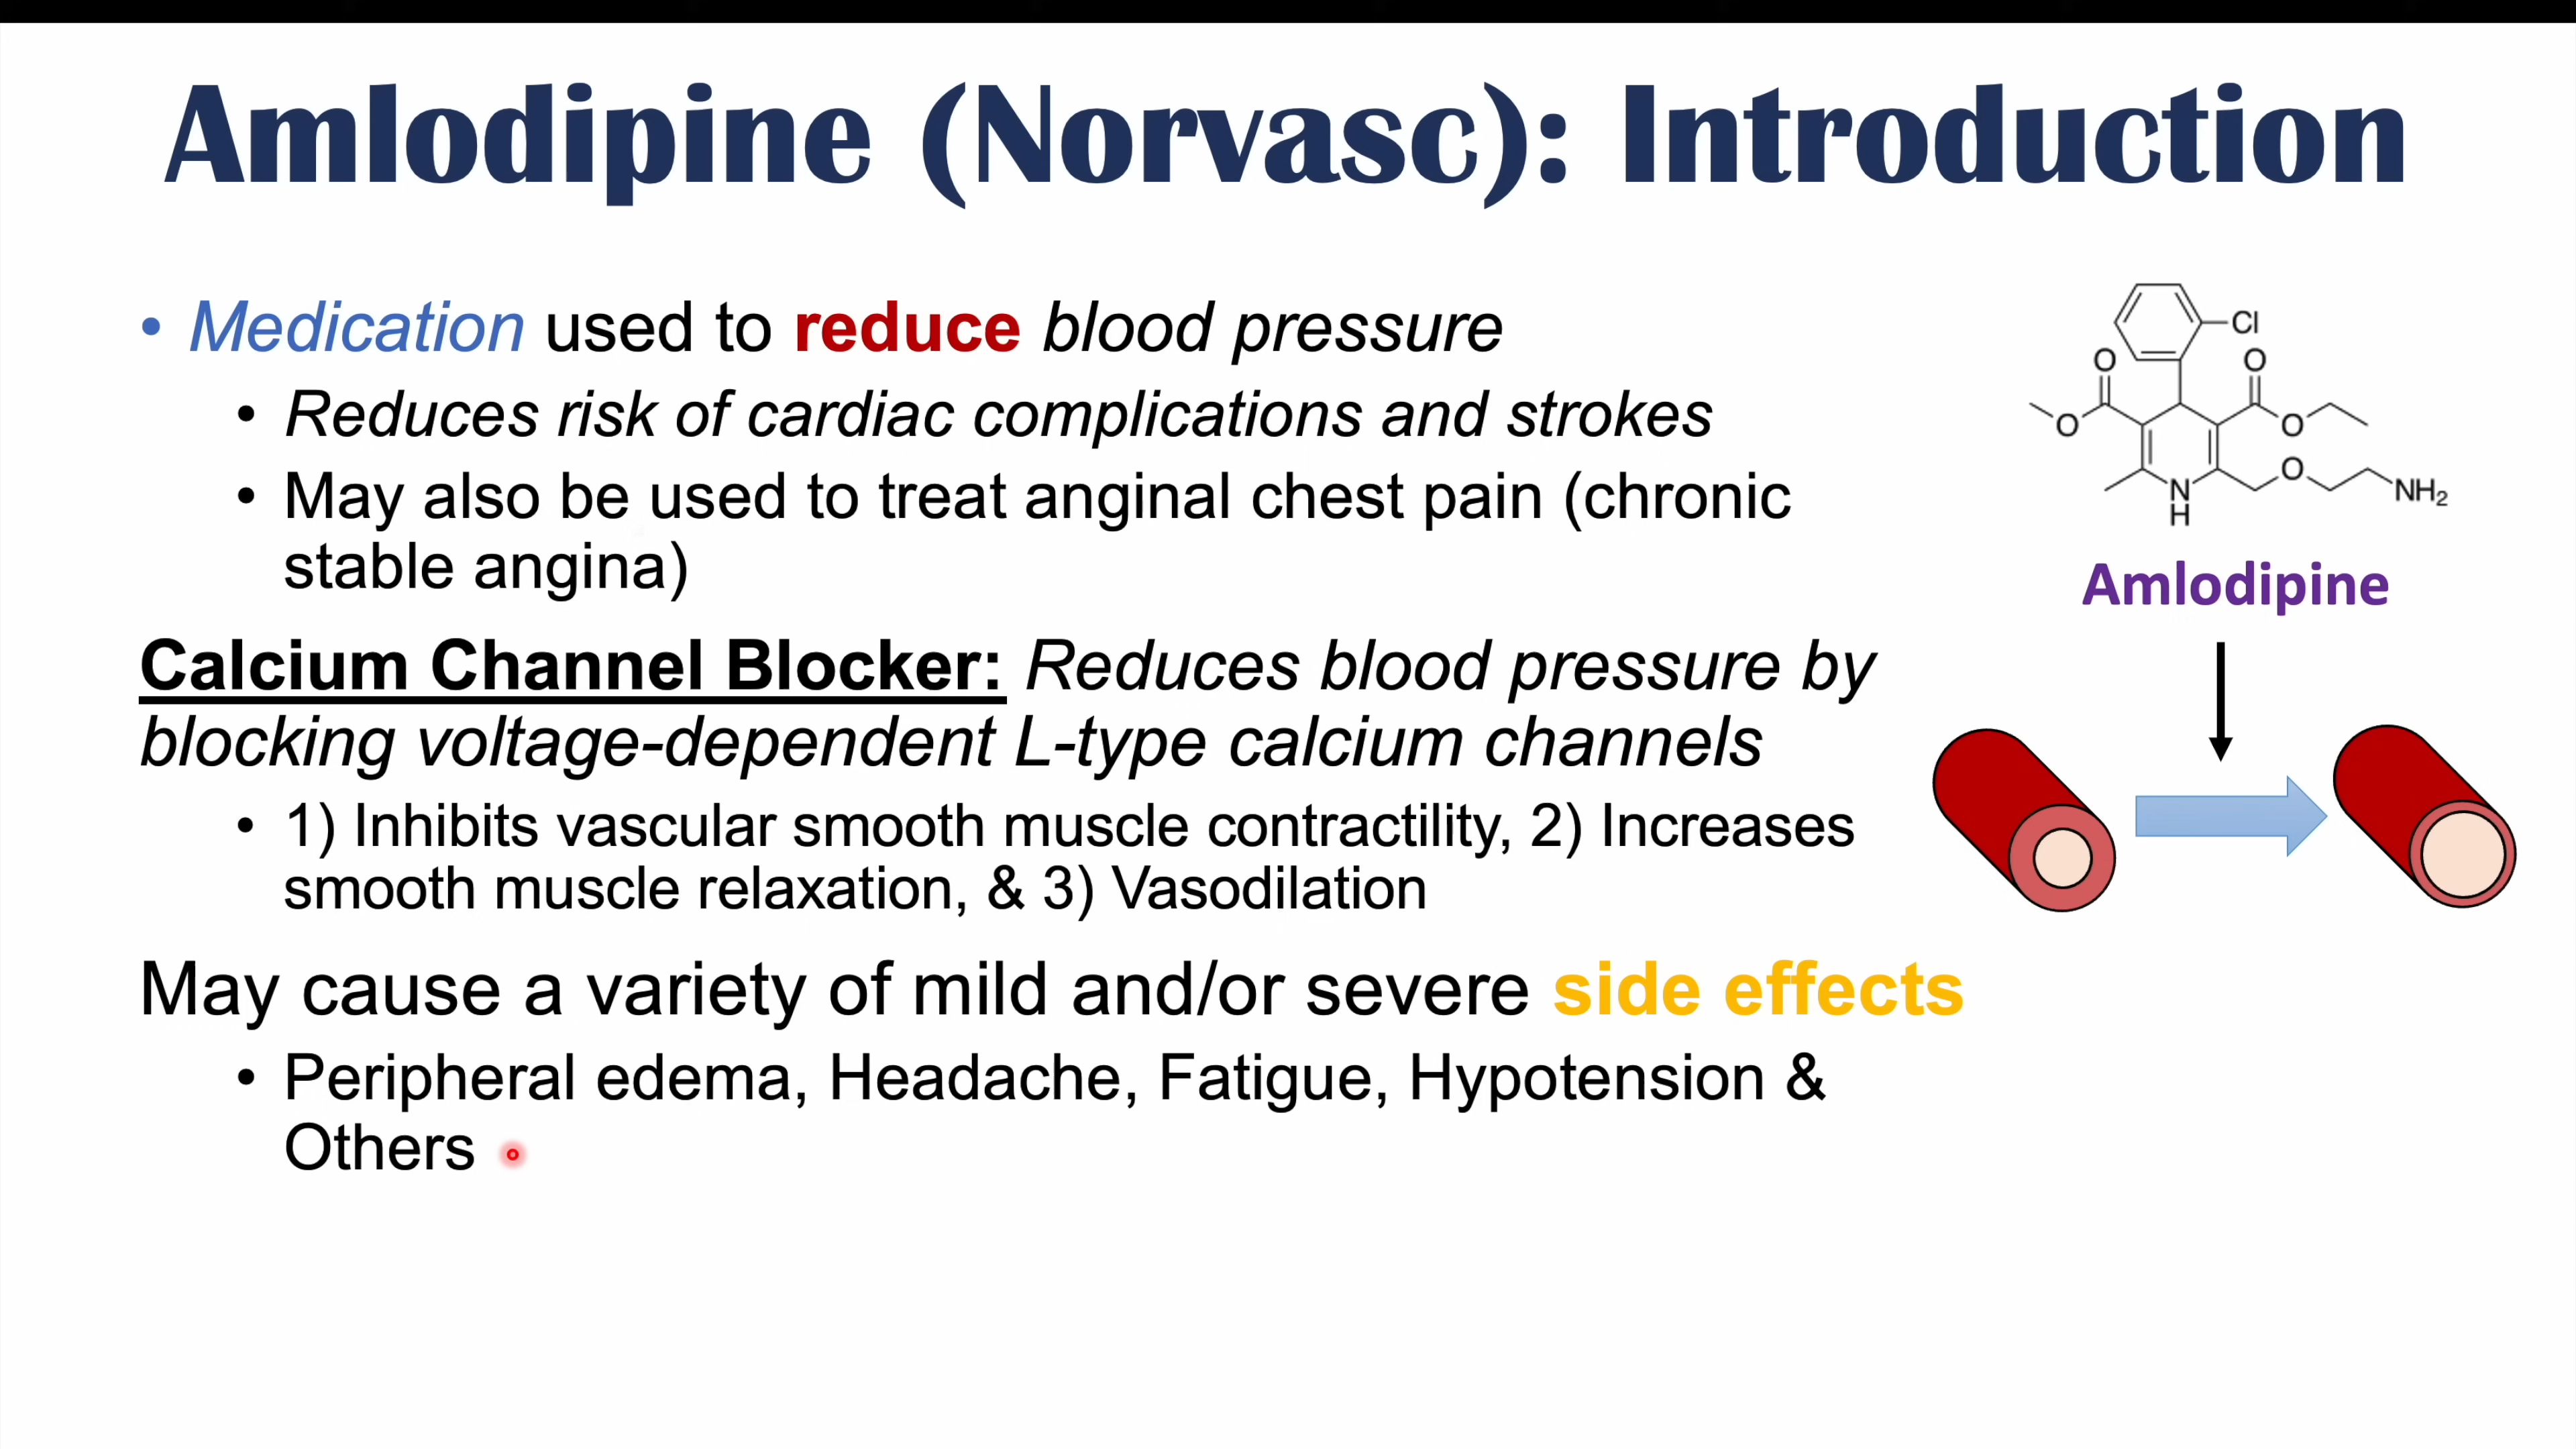 Amlodipine (Norvasc): Introduction
• Medication used to reduce blood pressure
• Reduces risk of cardiac complications and strokes
• May also be used to treat anginal chest pain (chronic
stable angina)
Calcium Channel Blocker: Reduces blood pressure by
blocking voltage-dependent L-type calcium channels
• 1) Inhibits vascular smooth muscle contractility, 2) Increases
smooth muscle relaxation, & 3) Vasodilation
May cause a variety of mild and/or severe side effects
• Peripheral edema, Headache, Fatigue, Hypotension &
Others
Cl
O O
O O
O
N
H
NH₂
Amlodipine